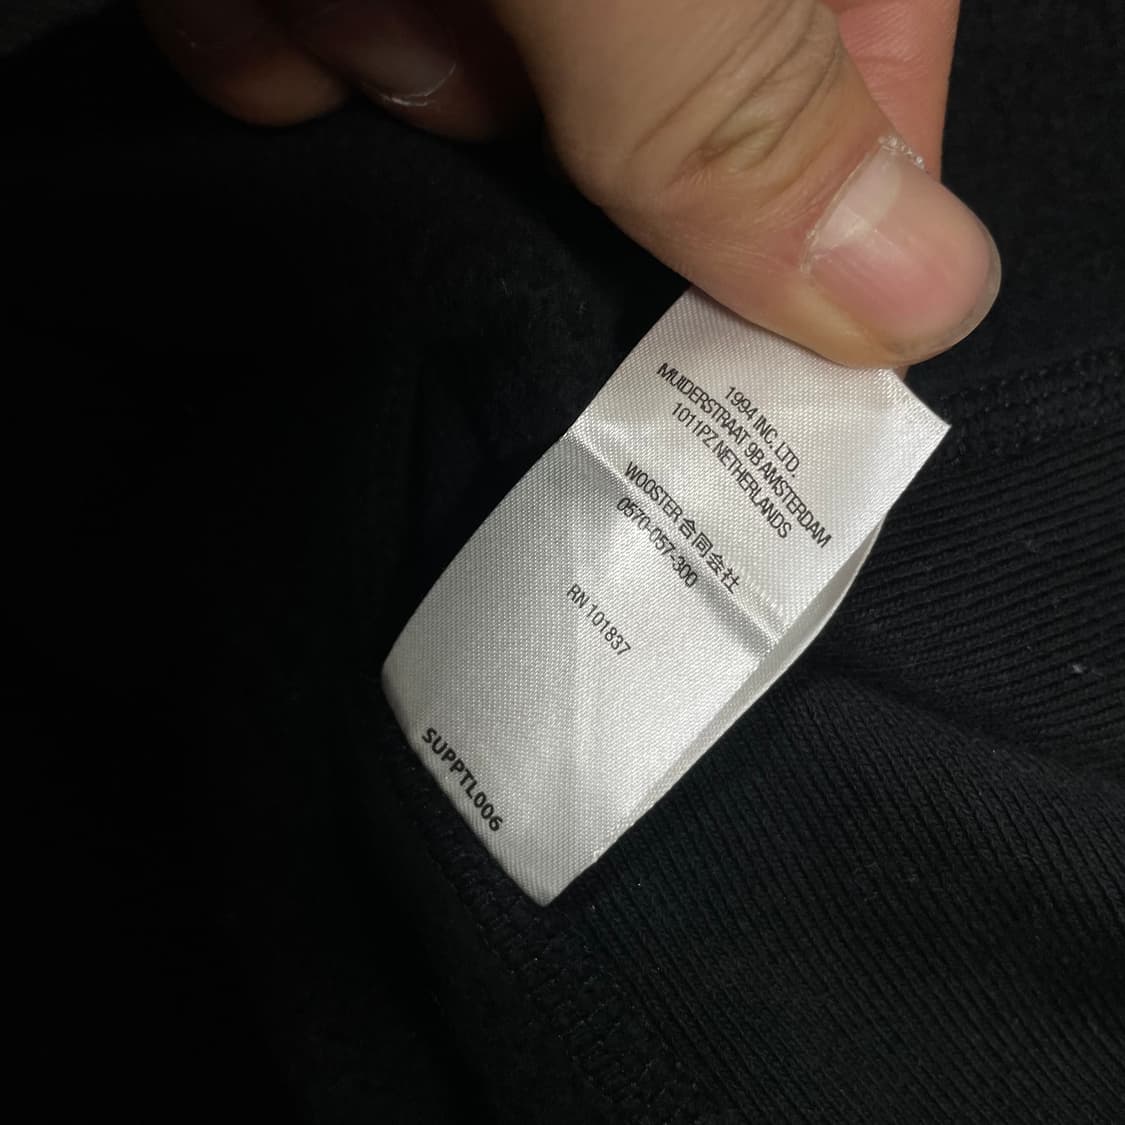 1994 INC. LTD.
MUIDERSTRAAT 9B AMSTERDAM
1011PZ NETHERLANDS
WOOSTER 合同会社
0570-057-300
RN 101837
SUPPTL006